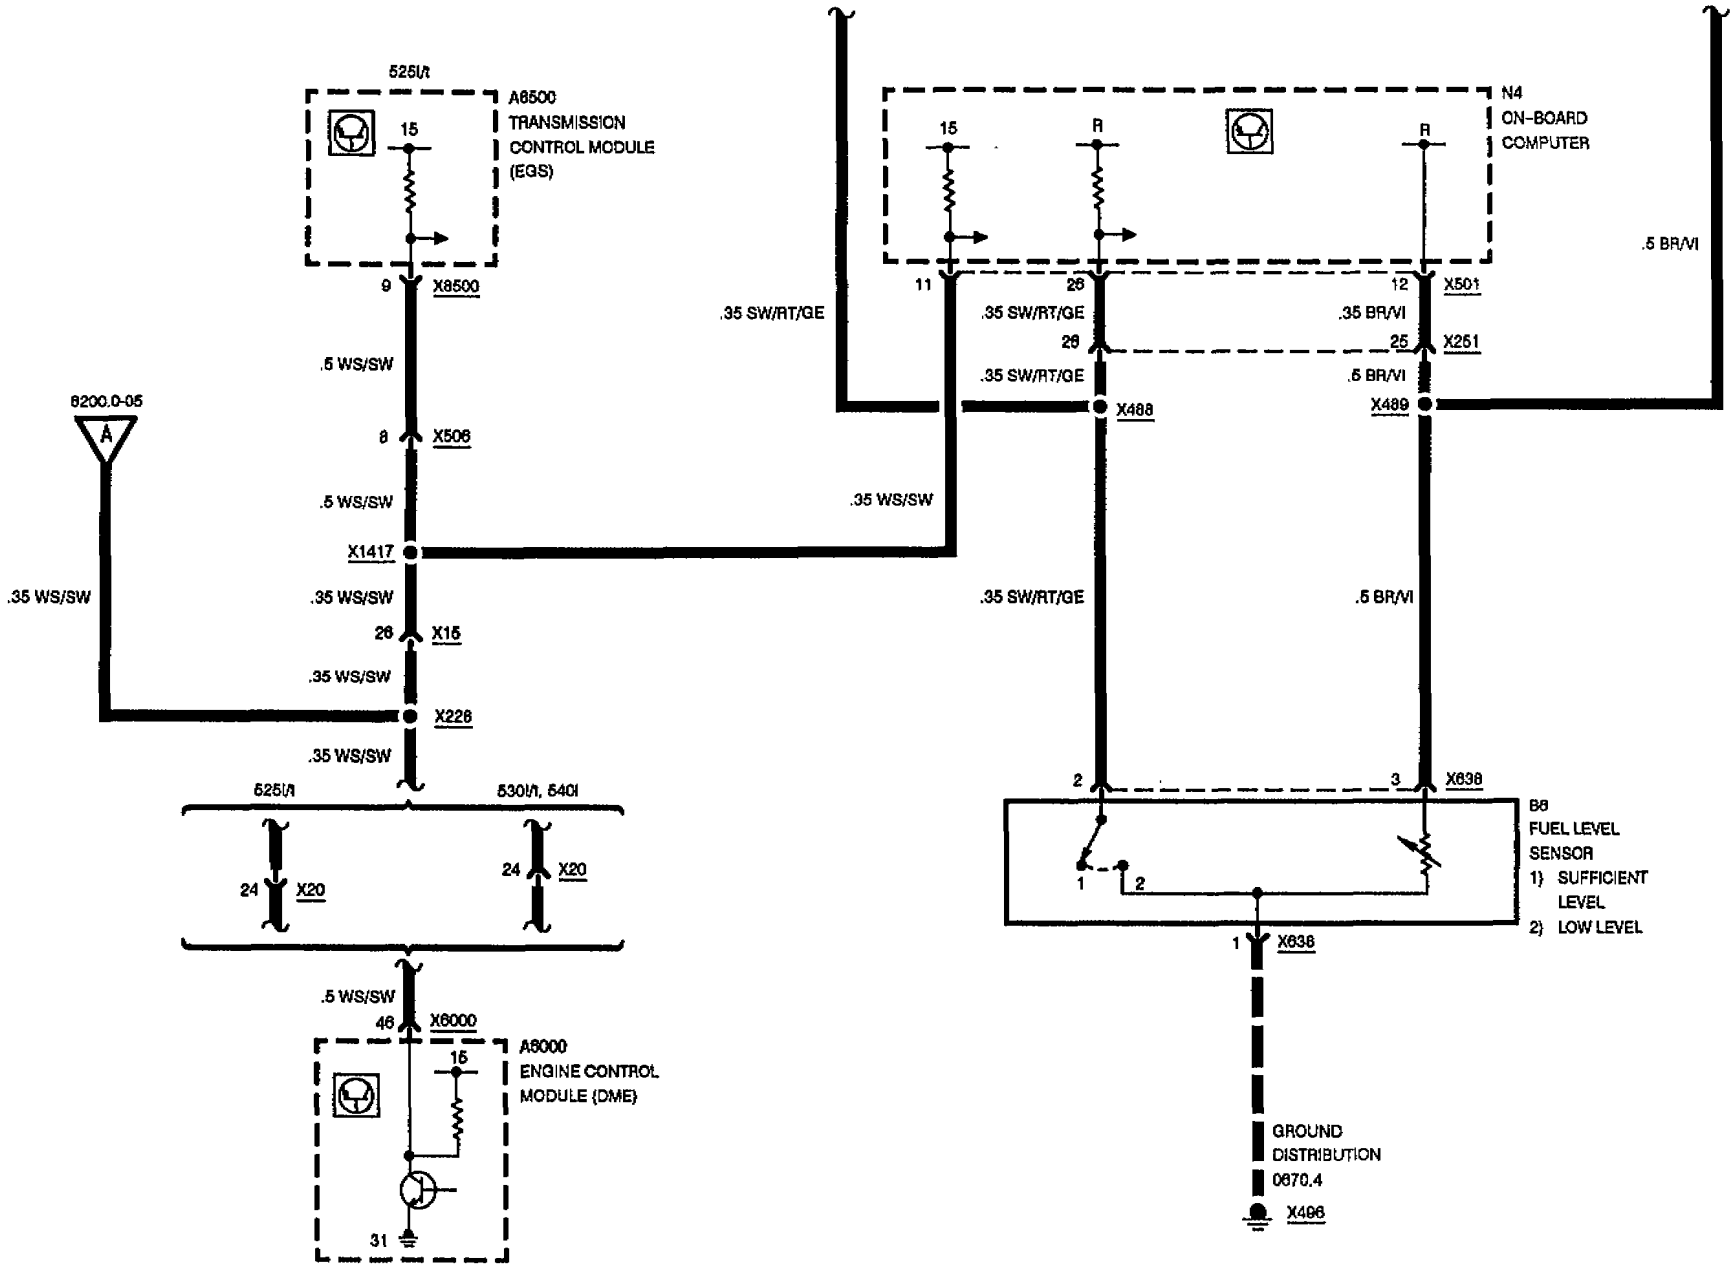 525i/t
A8500
TRANSMISSION
CONTROL MODULE
(EGS)
15
9
X8500
.5 WS/SW
8
X506
.5 WS/SW
X1417
.35 WS/SW
26
X15
.35 WS/SW
X226
.35 WS/SW
6200.0-05
A
.35 WS/SW
525i/t
530i/t, 540i
24
X20
24
X20
.5 WS/SW
46
X6000
A6000
ENGINE CONTROL
MODULE (DME)
15
31
N4
ON-BOARD
COMPUTER
15
R
R
11
26
12
X501
.35 SW/RT/GE
.35 SW/RT/GE
.35 BR/VI
.5 BR/VI
26
25
X251
.35 SW/RT/GE
.5 BR/VI
X488
X489
.35 WS/SW
.35 SW/RT/GE
.5 BR/VI
2
3
X638
B8
FUEL LEVEL
SENSOR
1) SUFFICIENT
LEVEL
2) LOW LEVEL
1
2
1
X638
GROUND
DISTRIBUTION
0670.4
X496